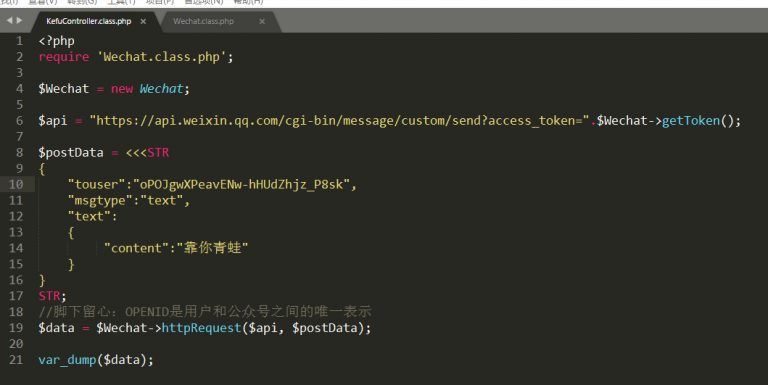 找(I) 查看(V) 转到(G) 工具(T) 项目(P) 首选项(N) 帮助(H)
KefuController.class.php × Wechat.class.php ×
1 <?php
2 require 'Wechat.class.php';
3
4 $Wechat = new Wechat;
5
6 $api = "https://api.weixin.qq.com/cgi-bin/message/custom/send?access_token=".$Wechat->getToken();
7
8 $postData = <<<STR
9 {
10 "touser":"oPOJgwXPeavENw-hHUdZhjz_P8sk",
11 "msgtype":"text",
12 "text":
13 {
14 "content":"靠你青蛙"
15 }
16 }
17 STR;
18 //脚下留心：OPENID是用户和公众号之间的唯一表示
19 $data = $Wechat->httpRequest($api, $postData);
20
21 var_dump($data);